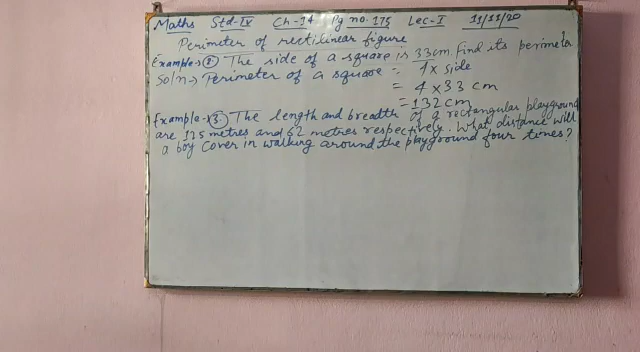 Maths Std-IV Ch-14 Pg no. 175 Lec-I 11/11/20
Perimeter of rectilinear figure
Example-② The side of a square is 33cm find its perimeter
Soln→ Perimeter of a square = 4 x side
= 4 x 33 cm
= 132 cm
Example-③ The length and breadth of a rectangular playground
are 125 metres and 62 metres respectively. What distance will
a boy cover in walking around the playground four times?